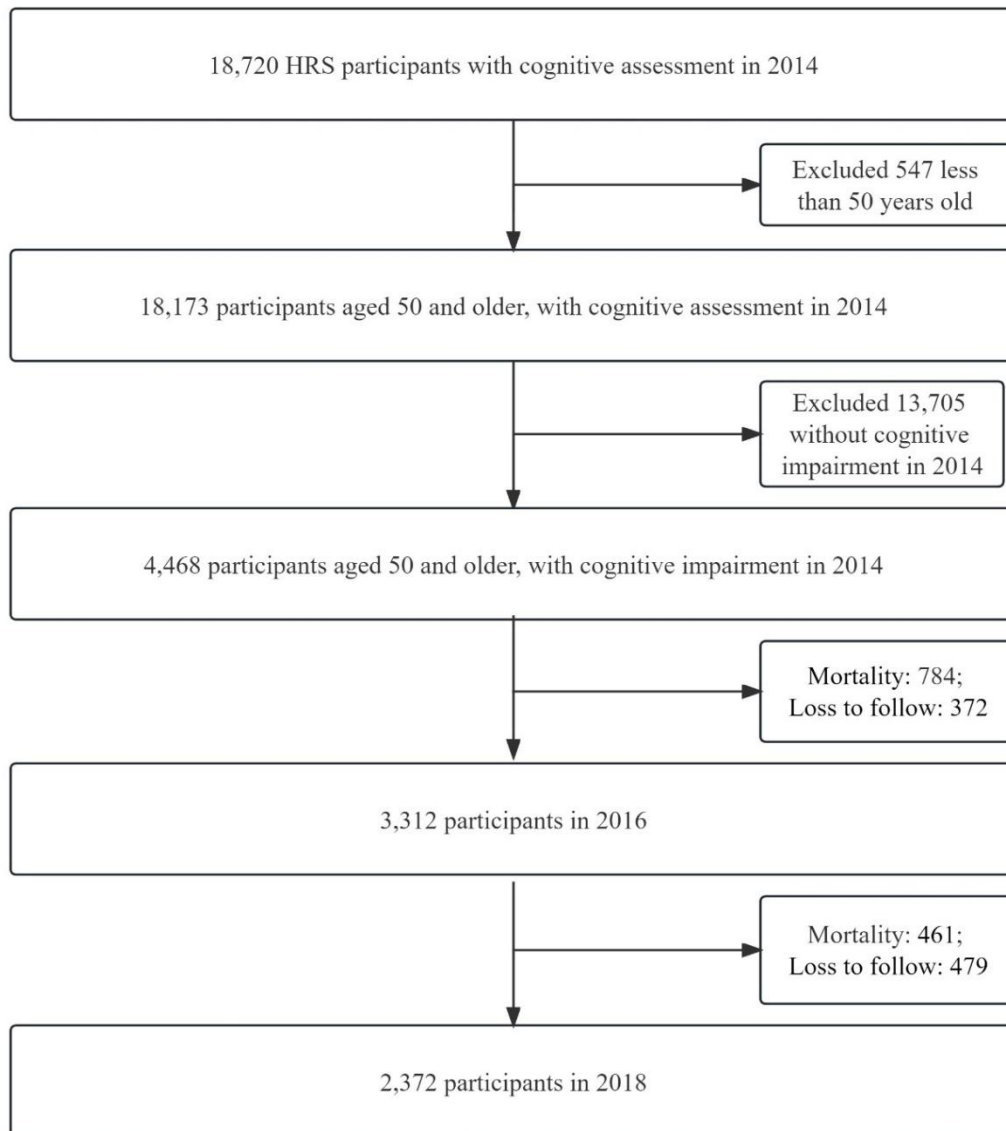 18,720 HRS participants with cognitive assessment in 2014
Excluded 547 less
than 50 years old
18,173 participants aged 50 and older, with cognitive assessment in 2014
Excluded 13,705
without cognitive
impairment in 2014
4,468 participants aged 50 and older, with cognitive impairment in 2014
Mortality: 784;
Loss to follow: 372
3,312 participants in 2016
Mortality: 461;
Loss to follow: 479
2,372 participants in 2018